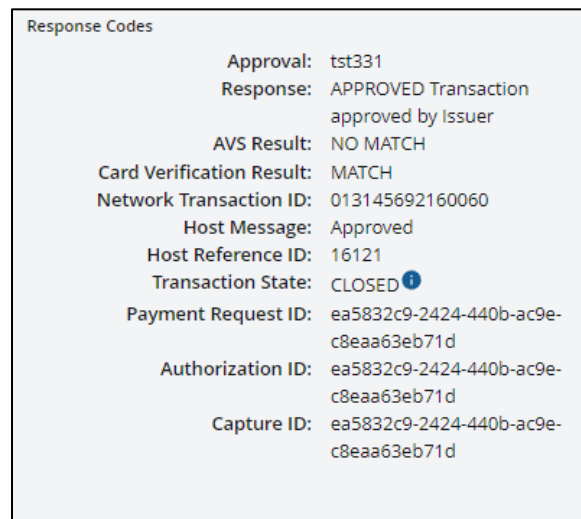 Response Codes
Approval: tst331
Response: APPROVED Transaction
approved by Issuer
AVS Result: NO MATCH
Card Verification Result: MATCH
Network Transaction ID: 013145692160060
Host Message: Approved
Host Reference ID: 16121
Transaction State: CLOSED
Payment Request ID: ea5832c9-2424-440b-ac9e-
c8eaa63eb71d
Authorization ID: ea5832c9-2424-440b-ac9e-
c8eaa63eb71d
Capture ID: ea5832c9-2424-440b-ac9e-
c8eaa63eb71d